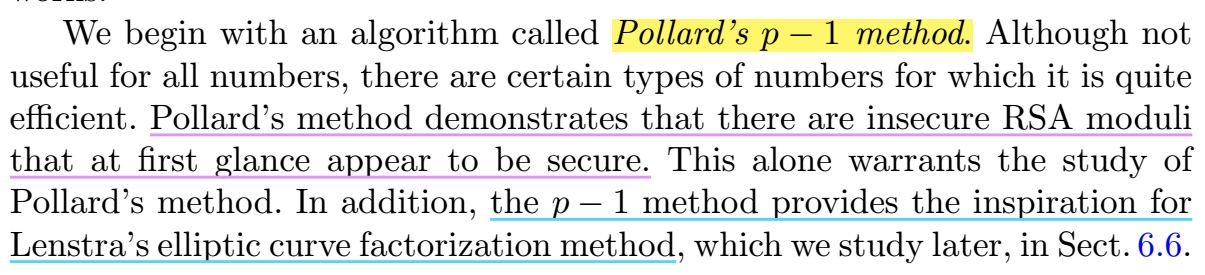 We begin with an algorithm called Pollard's p − 1 method. Although not
useful for all numbers, there are certain types of numbers for which it is quite
efficient. Pollard's method demonstrates that there are insecure RSA moduli
that at first glance appear to be secure. This alone warrants the study of
Pollard's method. In addition, the p − 1 method provides the inspiration for
Lenstra's elliptic curve factorization method, which we study later, in Sect. 6.6.